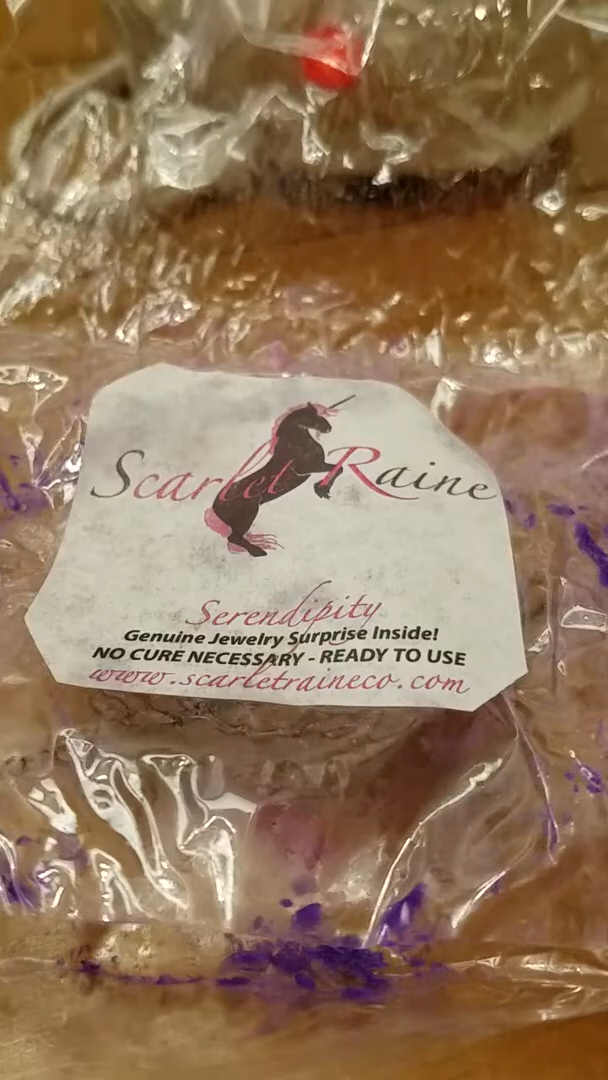 Scarlet Raine
Serendipity
Genuine Jewelry Surprise Inside!
NO CURE NECESSARY - READY TO USE
www.scarletraineco.com